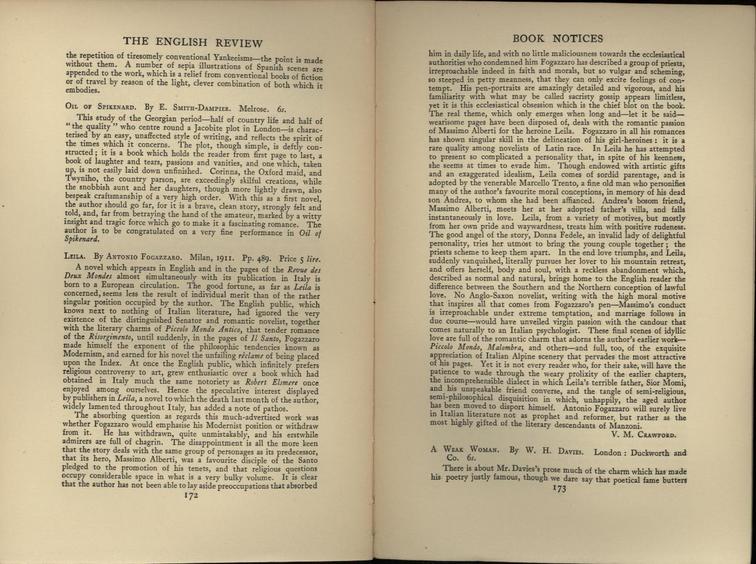 THE ENGLISH REVIEW
the repetition of tiresomely conventional Yankeeisms—the point is made
without them. A number of sepia illustrations of Spanish scenes are
appended to the work, which is a relief from conventional books of fiction
or of travel by reason of the light, clever combination of both which it
embodies.
OIL OF SPIKENARD. By E. SMITH-DAMPIER. Melrose. 6s.
This study of the Georgian period—half of country life and half of
"the quality" who centre round a Jacobite plot in London—is charac-
terised by an easy, unaffected style of writing, and reflects the spirit of
the times which it concerns. The plot, though simple, is deftly con-
structed; it is a book which holds the reader from first page to last, a
book of laughter and tears, passions and vanities, and one which, taken
up, is not easily laid down unfinished. Corinna, the Oxford maid, and
Twyniho, the country parson, are exceedingly skilful creations, while
the snobbish aunt and her daughters, though more lightly drawn, also
bespeak craftsmanship of a very high order. With this as a first novel,
the author should go far, for it is a brave, clean story, strongly felt and
told, and, far from betraying the hand of the amateur, marked by a witty
insight and tragic force which go to make it a fascinating romance. The
author is to be congratulated on a very fine performance in Oil of
Spikenard.
LEILA. By ANTONIO FOGAZZARO. Milan, 1911. Pp. 489. Price 5 lire.
A novel which appears in English and in the pages of the Revue des
Deux Mondes almost simultaneously with its publication in Italy is
born to a European circulation. The good fortune, as far as Leila is
concerned, seems less the result of individual merit than of the rather
singular position occupied by the author. The English public, which
knows next to nothing of Italian literature, had ignored the very
existence of the distinguished Senator and romantic novelist, together
with the literary charms of Piccolo Mondo Antico, that tender romance
of the Risorgimento, until suddenly, in the pages of Il Santo, Fogazzaro
made himself the exponent of the philosophic tendencies known as
Modernism, and earned for his novel the unfailing réclame of being placed
upon the Index. At once the English public, which infinitely prefers
religious controversy to art, grew enthusiastic over a book which had
obtained in Italy much the same notoriety as Robert Elsmere once
enjoyed among ourselves. Hence the speculative interest displayed
by publishers in Leila, a novel to which the death last month of the author,
widely lamented throughout Italy, has added a note of pathos.
The absorbing question as regards this much-advertised work was
whether Fogazzaro would emphasise his Modernist position or withdraw
from it. He has withdrawn, quite unmistakably, and his erstwhile
admirers are full of chagrin. The disappointment is all the more keen
that the story deals with the same group of personages as its predecessor,
that its hero, Massimo Alberti, was a favourite disciple of the Santo
pledged to the promotion of his tenets, and that religious questions
occupy considerable space in what is a very bulky volume. It is clear
that the author has not been able to lay aside preoccupations that absorbed
172
BOOK NOTICES
him in daily life, and with no little maliciousness towards the ecclesiastical
authorities who condemned him Fogazzaro has described a group of priests,
irreproachable indeed in faith and morals, but so vulgar and scheming,
so steeped in petty meanness, that they can only excite feelings of con-
tempt. His pen-portraits are amazingly detailed and vigorous, and his
familiarity with what may be called sacristy gossip appears limitless,
yet it is this ecclesiastical obsession which is the chief blot on the book.
The real theme, which only emerges when long and—let it be said—
wearisome pages have been disposed of, deals with the romantic passion
of Massimo Alberti for the heroine Leila. Fogazzaro in all his romances
has shown singular skill in the delineation of his girl-heroines: it is a
rare quality among novelists of Latin race. In Leila he has attempted
to present so complicated a personality that, in spite of his keenness,
she seems at times to evade him. Though endowed with artistic gifts
and an exaggerated idealism, Leila comes of sordid parentage, and is
adopted by the venerable Marcello Trento, a fine old man who personifies
many of the author's favourite moral conceptions, in memory of his dead
son Andrea, to whom she had been affianced. Andrea's bosom friend,
Massimo Alberti, meets her at her adopted father's villa, and falls
instantaneously in love. Leila, from a variety of motives, but mostly
from her own pride and waywardness, treats him with positive rudeness.
The good angel of the story, Donna Fedele, an invalid lady of delightful
personality, tries her utmost to bring the young couple together; the
priests scheme to keep them apart. In the end love triumphs, and Leila,
suddenly vanquished, literally pursues her lover to his mountain retreat,
and offers herself, body and soul, with a reckless abandonment which,
described as normal and natural, brings home to the English reader the
difference between the Southern and the Northern conception of lawful
love. No Anglo-Saxon novelist, writing with the high moral motive
that inspires all that comes from Fogazzaro's pen—Massimo's conduct
is irreproachable under extreme temptation, and marriage follows in
due course—would have unveiled virgin passion with the candour that
comes naturally to an Italian psychologist. These final scenes of idyllic
love are full of the romantic charm that adorns the author's earlier work—
Piccolo Mondo, Malombra, and others—and full, too, of the exquisite
appreciation of Italian Alpine scenery that pervades the most attractive
of his pages. Yet it is not every reader who, for their sake, will have the
patience to wade through the weary prolixity of the earlier chapters,
the incomprehensible dialect in which Leila's terrible father, Sior Momi,
and his unspeakable friend converse, and the tangle of semi-religious,
semi-philosophical disquisition in which, unhappily, the aged author
has been moved to disport himself. Antonio Fogazzaro will surely live
in Italian literature not as prophet and reformer, but rather as the
most highly gifted of the literary descendants of Manzoni.
V. M. CRAWFORD.
A WEAK WOMAN. By W. H. DAVIES. London: Duckworth and
Co. 6s.
There is about Mr. Davies's prose much of the charm which has made
his poetry justly famous, though we dare say that poetical fame butters
173